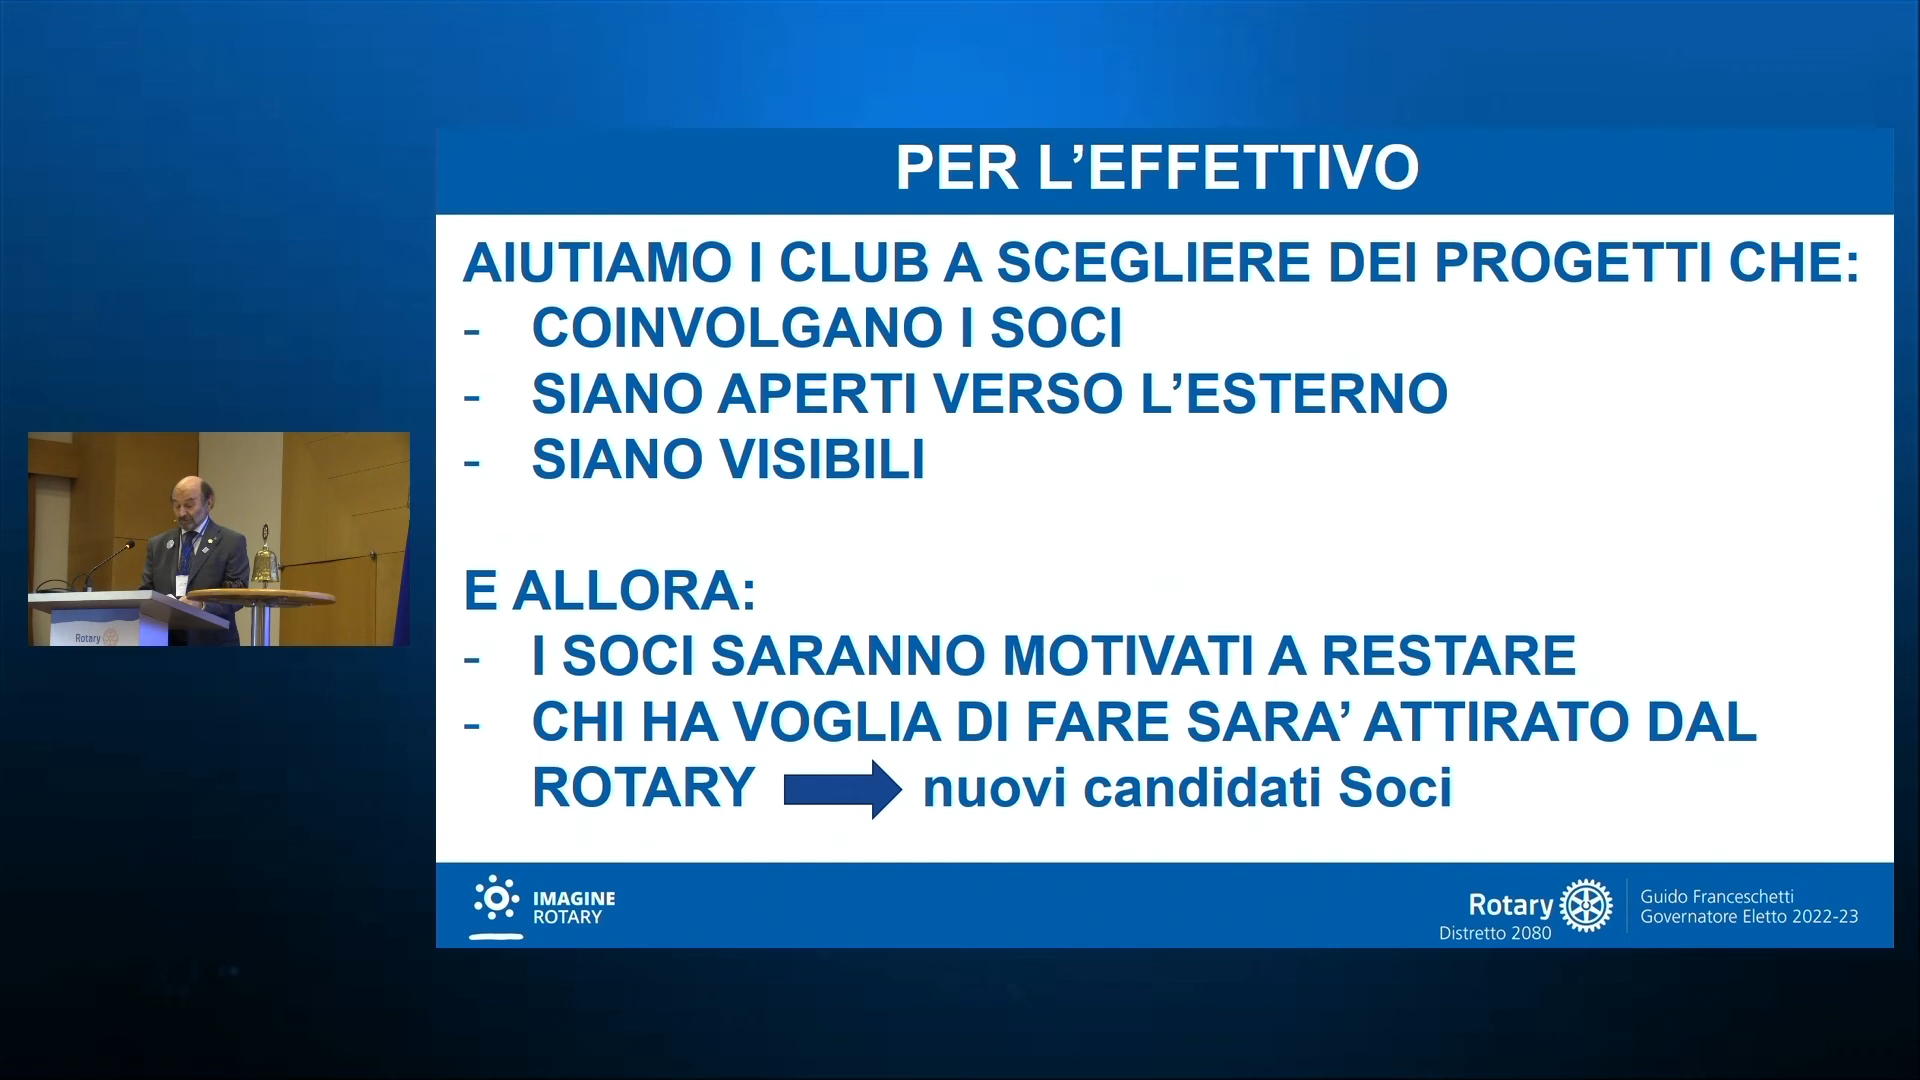 PER L'EFFETTIVO
AIUTIAMO I CLUB A SCEGLIERE DEI PROGETTI CHE:
- COINVOLGANO I SOCI
- SIANO APERTI VERSO L'ESTERNO
- SIANO VISIBILI
E ALLORA:
- I SOCI SARANNO MOTIVATI A RESTARE
- CHI HA VOGLIA DI FARE SARA' ATTIRATO DAL
ROTARY nuovi candidati Soci
Rotary
IMAGINE
ROTARY
Rotary
Distretto 2080
Guido Franceschetti
Governatore Eletto 2022-23